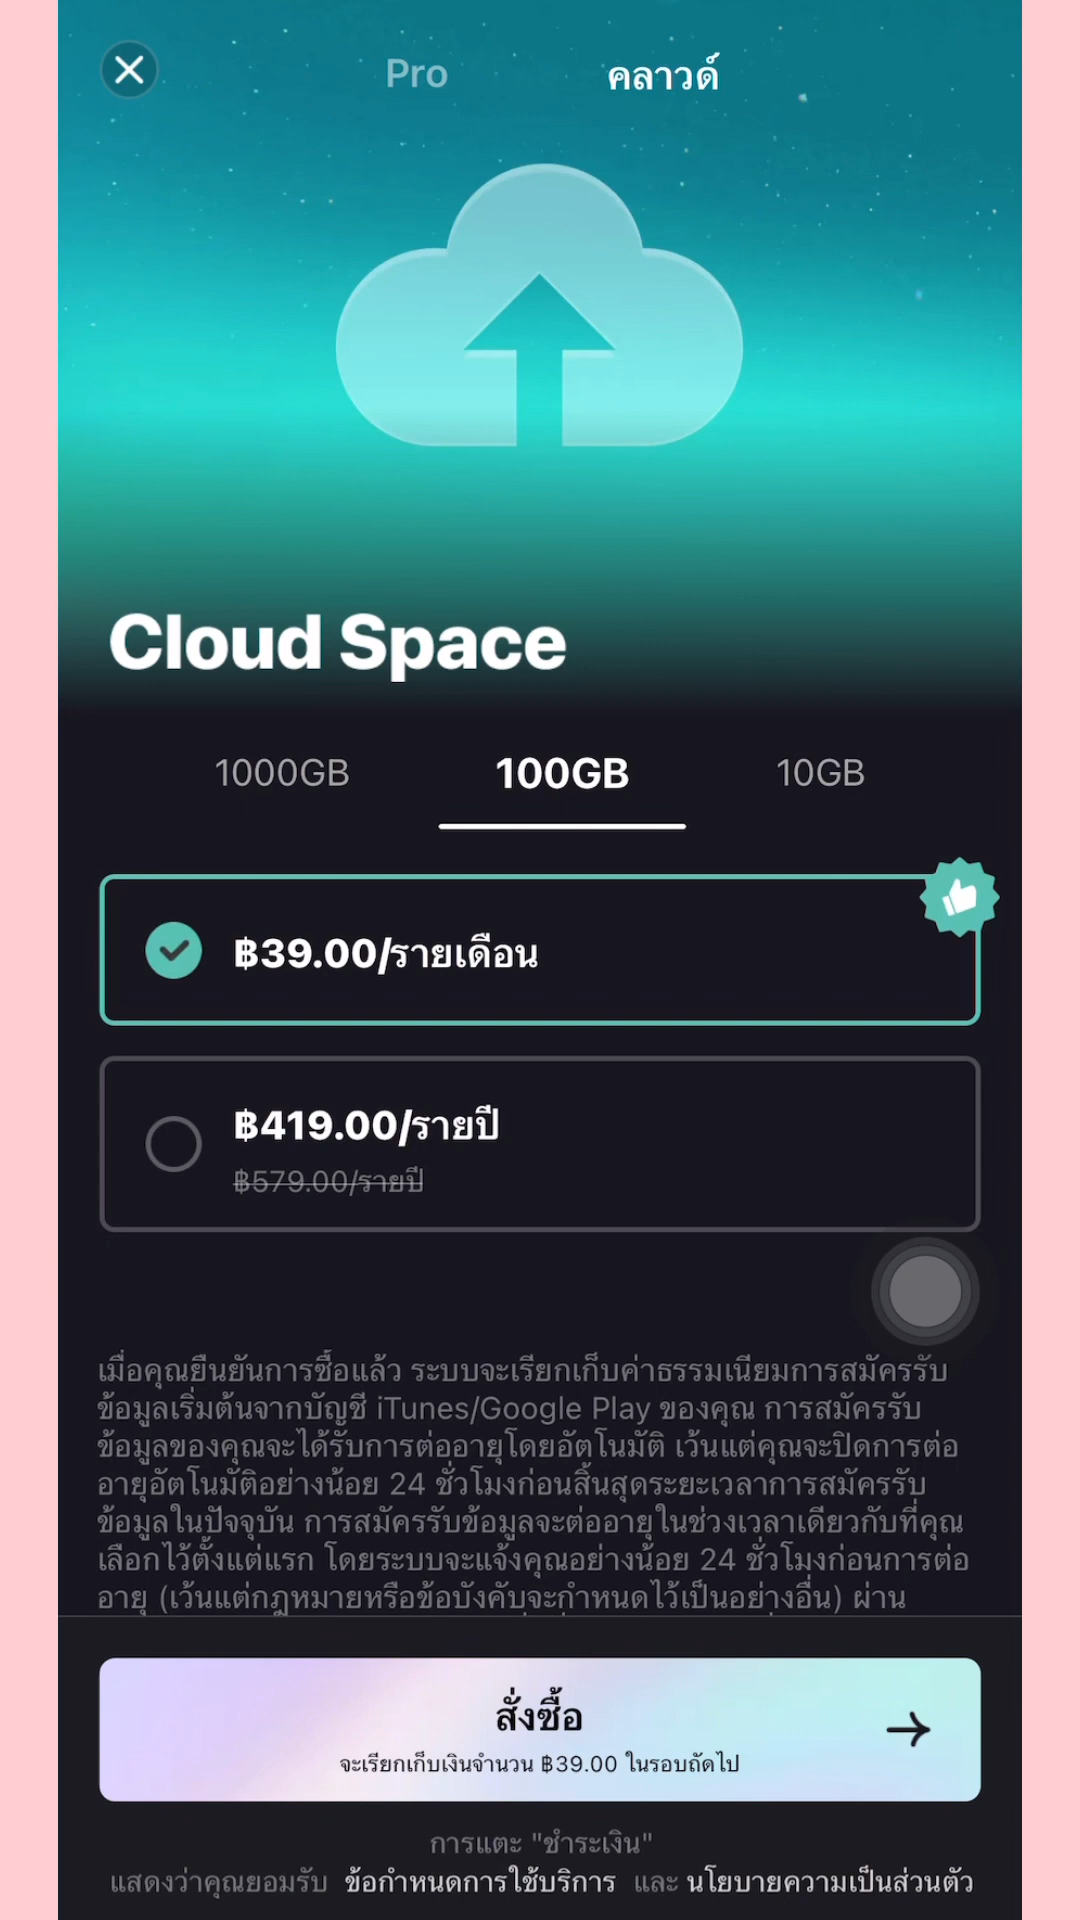 Pro
คลาวด์
Cloud Space
1000GB
100GB
10GB
฿39.00/รายเดือน
฿419.00/รายปี
฿579.00/รายปี
เมื่อคุณยืนยันการซื้อแล้ว ระบบจะเรียกเก็บค่าธรรมเนียมการสมัครรับ
ข้อมูลเริ่มต้นจากบัญชี iTunes/Google Play ของคุณ การสมัครรับ
ข้อมูลของคุณจะได้รับการต่ออายุโดยอัตโนมัติ เว้นแต่คุณจะปิดการต่อ
อายุอัตโนมัติอย่างน้อย 24 ชั่วโมงก่อนสิ้นสุดระยะเวลาการสมัครรับ
ข้อมูลในปัจจุบัน การสมัครรับข้อมูลจะต่ออายุในช่วงเวลาเดียวกับที่คุณ
เลือกไว้ตั้งแต่แรก โดยระบบจะแจ้งคุณอย่างน้อย 24 ชั่วโมงก่อนการต่อ
อายุ (เว้นแต่กฎหมายหรือข้อบังคับจะกำหนดไว้เป็นอย่างอื่น) ผ่าน
สั่งซื้อ
จะเรียกเก็บเงินจำนวน ฿39.00 ในรอบถัดไป
การแตะ "ชำระเงิน"
แสดงว่าคุณยอมรับ ข้อกำหนดการใช้บริการ และ นโยบายความเป็นส่วนตัว